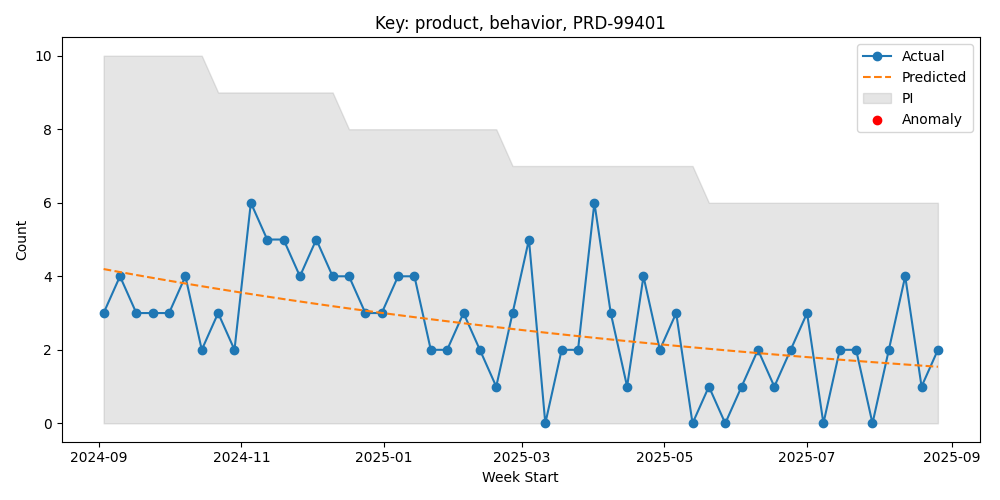 Key: product, behavior, PRD-99401
Actual
Predicted
PI
Anomaly
Count
10
8
6
4
2
0
2024-09 2024-11 2025-01 2025-03 2025-05 2025-07 2025-09
Week Start